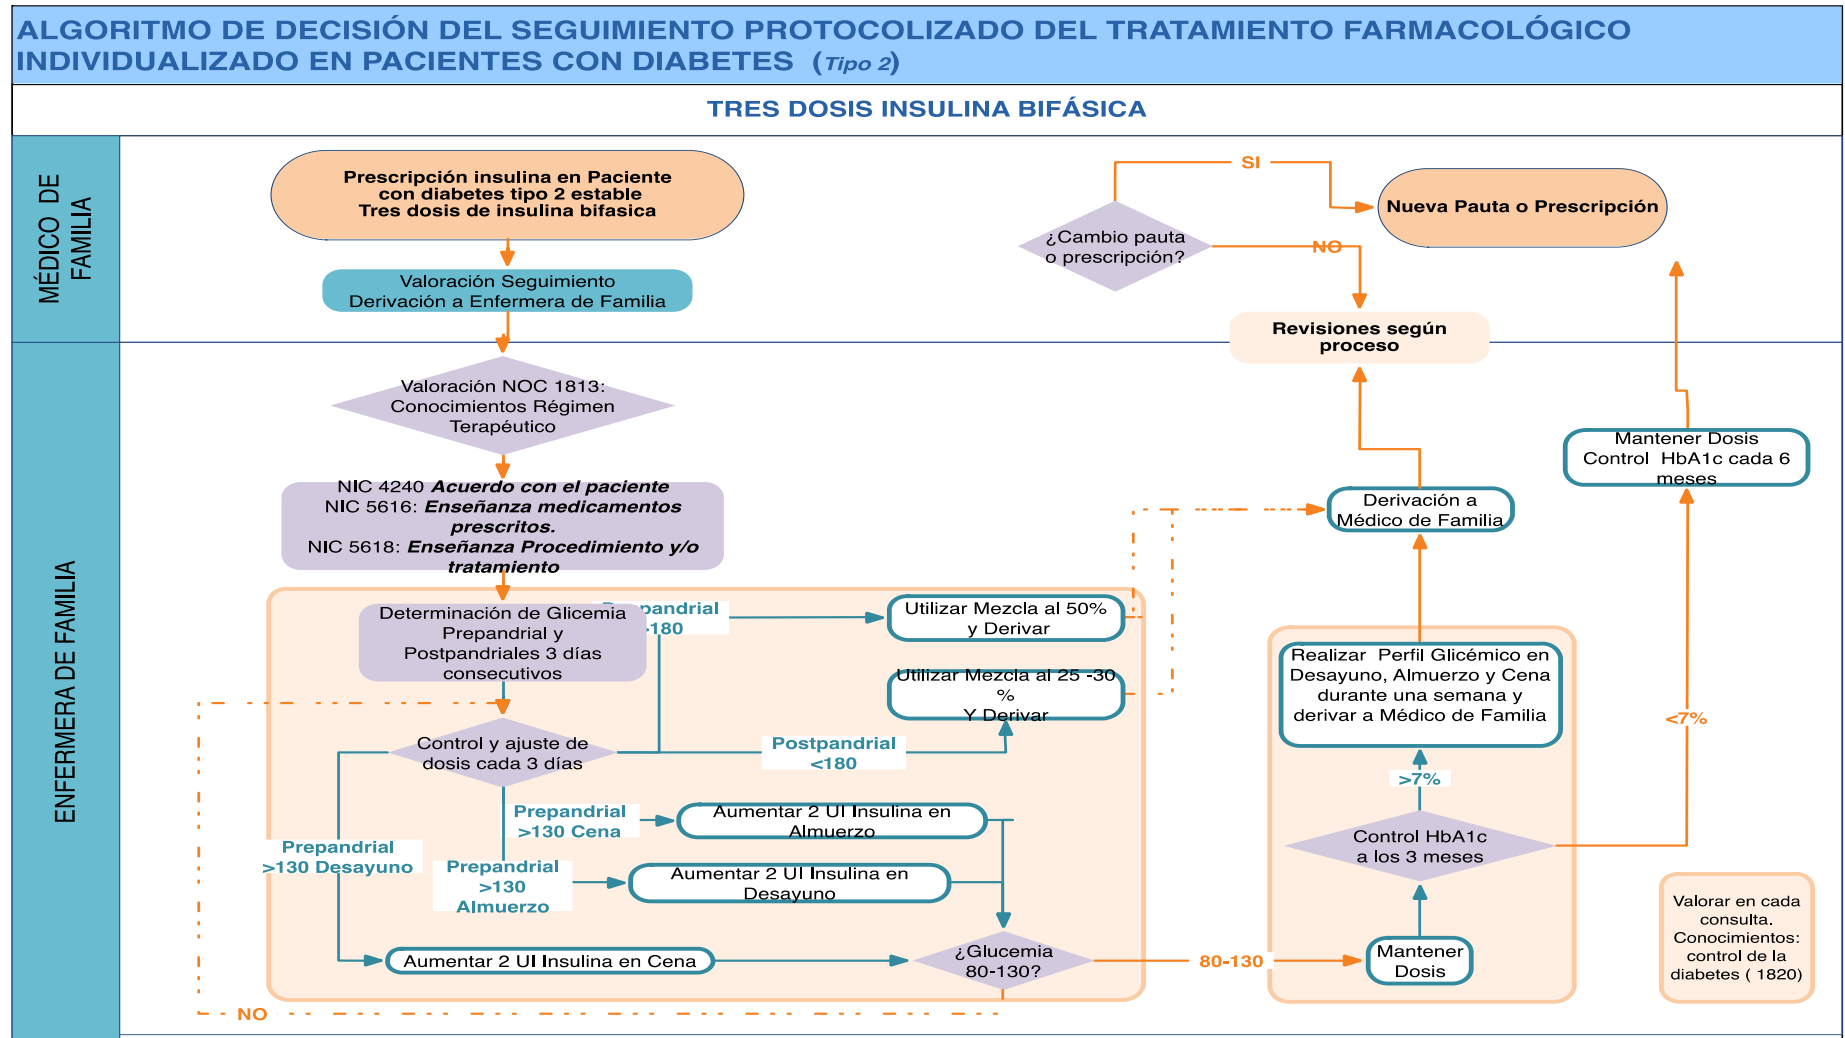 ALGORITMO DE DECISIÓN DEL SEGUIMIENTO PROTOCOLIZADO DEL TRATAMIENTO FARMACOLÓGICO
INDIVIDUALIZADO EN PACIENTES CON DIABETES (Tipo 2)
TRES DOSIS INSULINA BIFÁSICA
MÉDICO DE
FAMILIA
Prescripción insulina en Paciente
con diabetes tipo 2 estable
Tres dosis de insulina bifasica
Valoración Seguimiento
Derivación a Enfermera de Familia
SI
¿Cambio pauta
o prescripción?
NO
Nueva Pauta o Prescripción
Revisiones según
proceso
ENFERMERA DE FAMILIA
Valoración NOC 1813:
Conocimientos Régimen
Terapéutico
NIC 4240 Acuerdo con el paciente
NIC 5616: Enseñanza medicamentos
prescritos.
NIC 5618: Enseñanza Procedimiento y/o
tratamiento
Determinación de Glicemia
Prepandrial y
Postpandriales 3 días
consecutivos
180
Utilizar Mezcla al 50%
y Derivar
Utilizar Mezcla al 25 -30
%
Y Derivar
Control y ajuste de
dosis cada 3 días
Postpandrial
<180
Prepandrial
>130 Cena
Aumentar 2 UI Insulina en
Almuerzo
Prepandrial
>130 Desayuno
Prepandrial
>130
Almuerzo
Aumentar 2 UI Insulina en
Desayuno
Aumentar 2 UI Insulina en Cena
¿Glucemia
80-130?
NO
80-130
Mantener
Dosis
Control HbA1c
a los 3 meses
>7%
<7%
Realizar Perfil Glicémico en
Desayuno, Almuerzo y Cena
durante una semana y
derivar a Médico de Familia
Derivación a
Médico de Familia
Mantener Dosis
Control HbA1c cada 6
meses
Valorar en cada
consulta.
Conocimientos:
control de la
diabetes ( 1820)